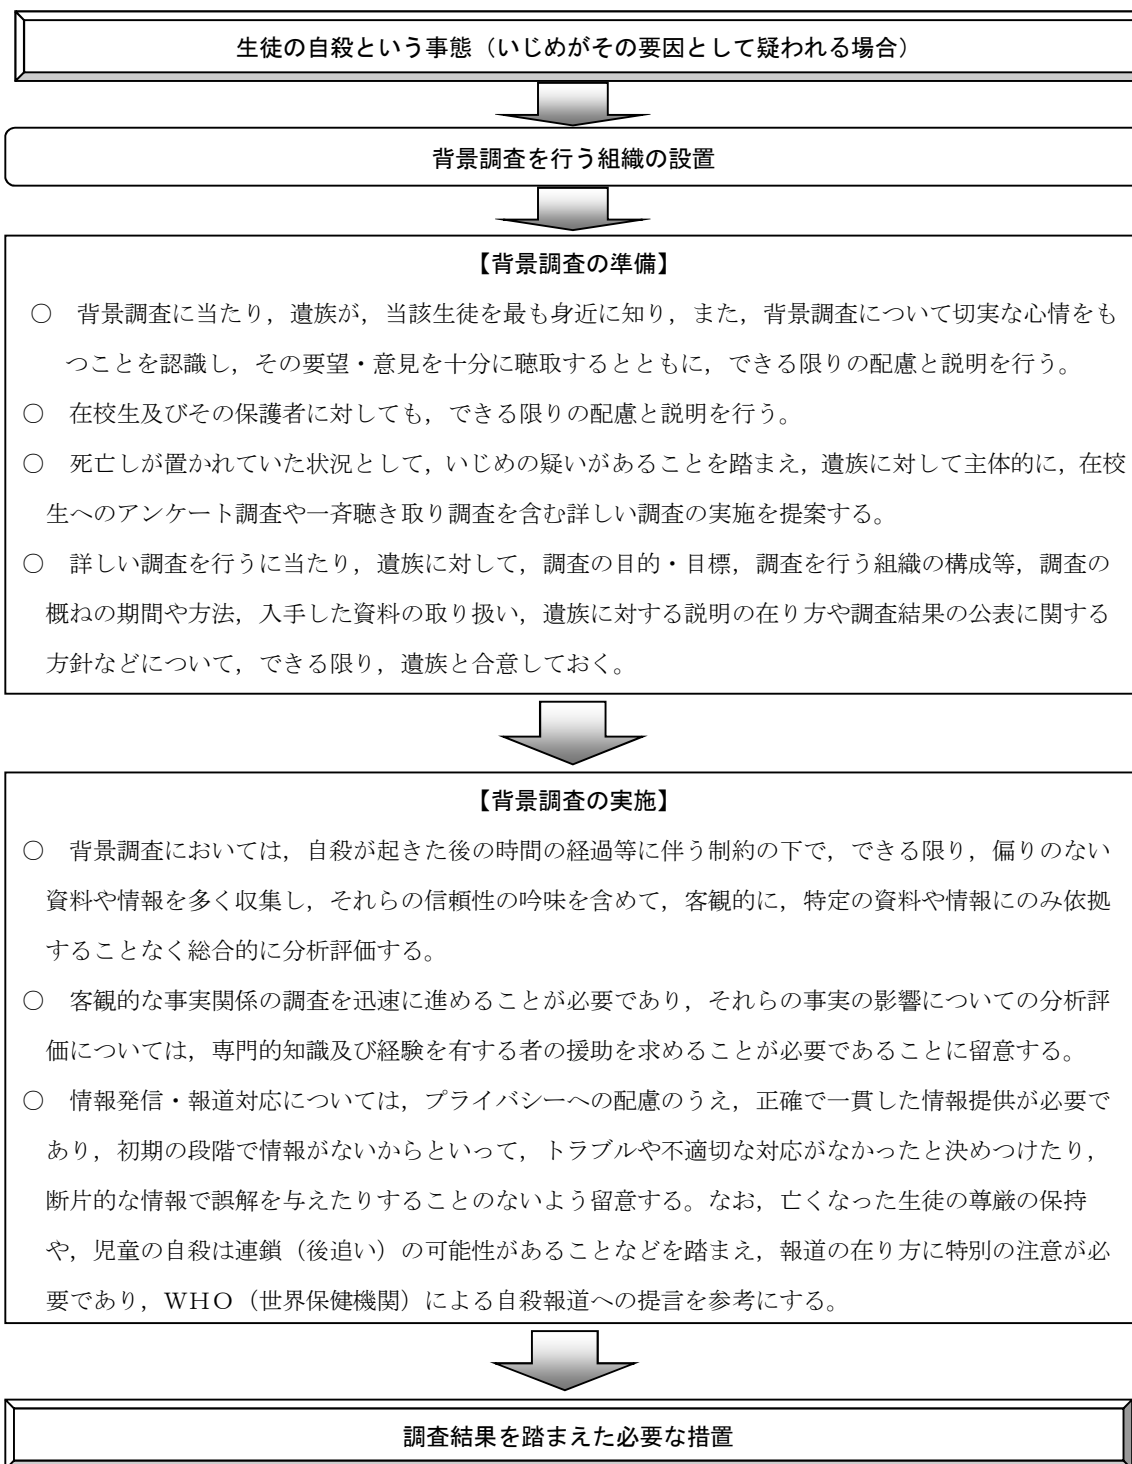 生徒の自殺という事態（いじめがその要因として疑われる場合）
背景調査を行う組織の設置
【背景調査の準備】
○　背景調査に当たり，遺族が，当該生徒を最も身近に知り，また，背景調査について切実な心情をも
つことを認識し，その要望・意見を十分に聴取するとともに，できる限りの配慮と説明を行う。
○　在校生及びその保護者に対しても，できる限りの配慮と説明を行う。
○　死亡しが置かれていた状況として，いじめの疑いがあることを踏まえ，遺族に対して主体的に，在校
生へのアンケート調査や一斉聴き取り調査を含む詳しい調査の実施を提案する。
○　詳しい調査を行うに当たり，遺族に対して，調査の目的・目標，調査を行う組織の構成等，調査の
概ねの期間や方法，入手した資料の取り扱い，遺族に対する説明の在り方や調査結果の公表に関する
方針などについて，できる限り，遺族と合意しておく。
【背景調査の実施】
○　背景調査においては，自殺が起きた後の時間の経過等に伴う制約の下で，できる限り，偏りのない
資料や情報を多く収集し，それらの信頼性の吟味を含めて，客観的に，特定の資料や情報にのみ依拠
することなく総合的に分析評価する。
○　客観的な事実関係の調査を迅速に進めることが必要であり，それらの事実の影響についての分析評
価については，専門的知識及び経験を有する者の援助を求めることが必要であることに留意する。
○　情報発信・報道対応については，プライバシーへの配慮のうえ，正確で一貫した情報提供が必要で
あり，初期の段階で情報がないからといって，トラブルや不適切な対応がなかったと決めつけたり，
断片的な情報で誤解を与えたりすることのないよう留意する。なお，亡くなった生徒の尊厳の保持
や，児童の自殺は連鎖（後追い）の可能性があることなどを踏まえ，報道の在り方に特別の注意が必
要であり，ＷＨＯ（世界保健機関）による自殺報道への提言を参考にする。
調査結果を踏まえた必要な措置